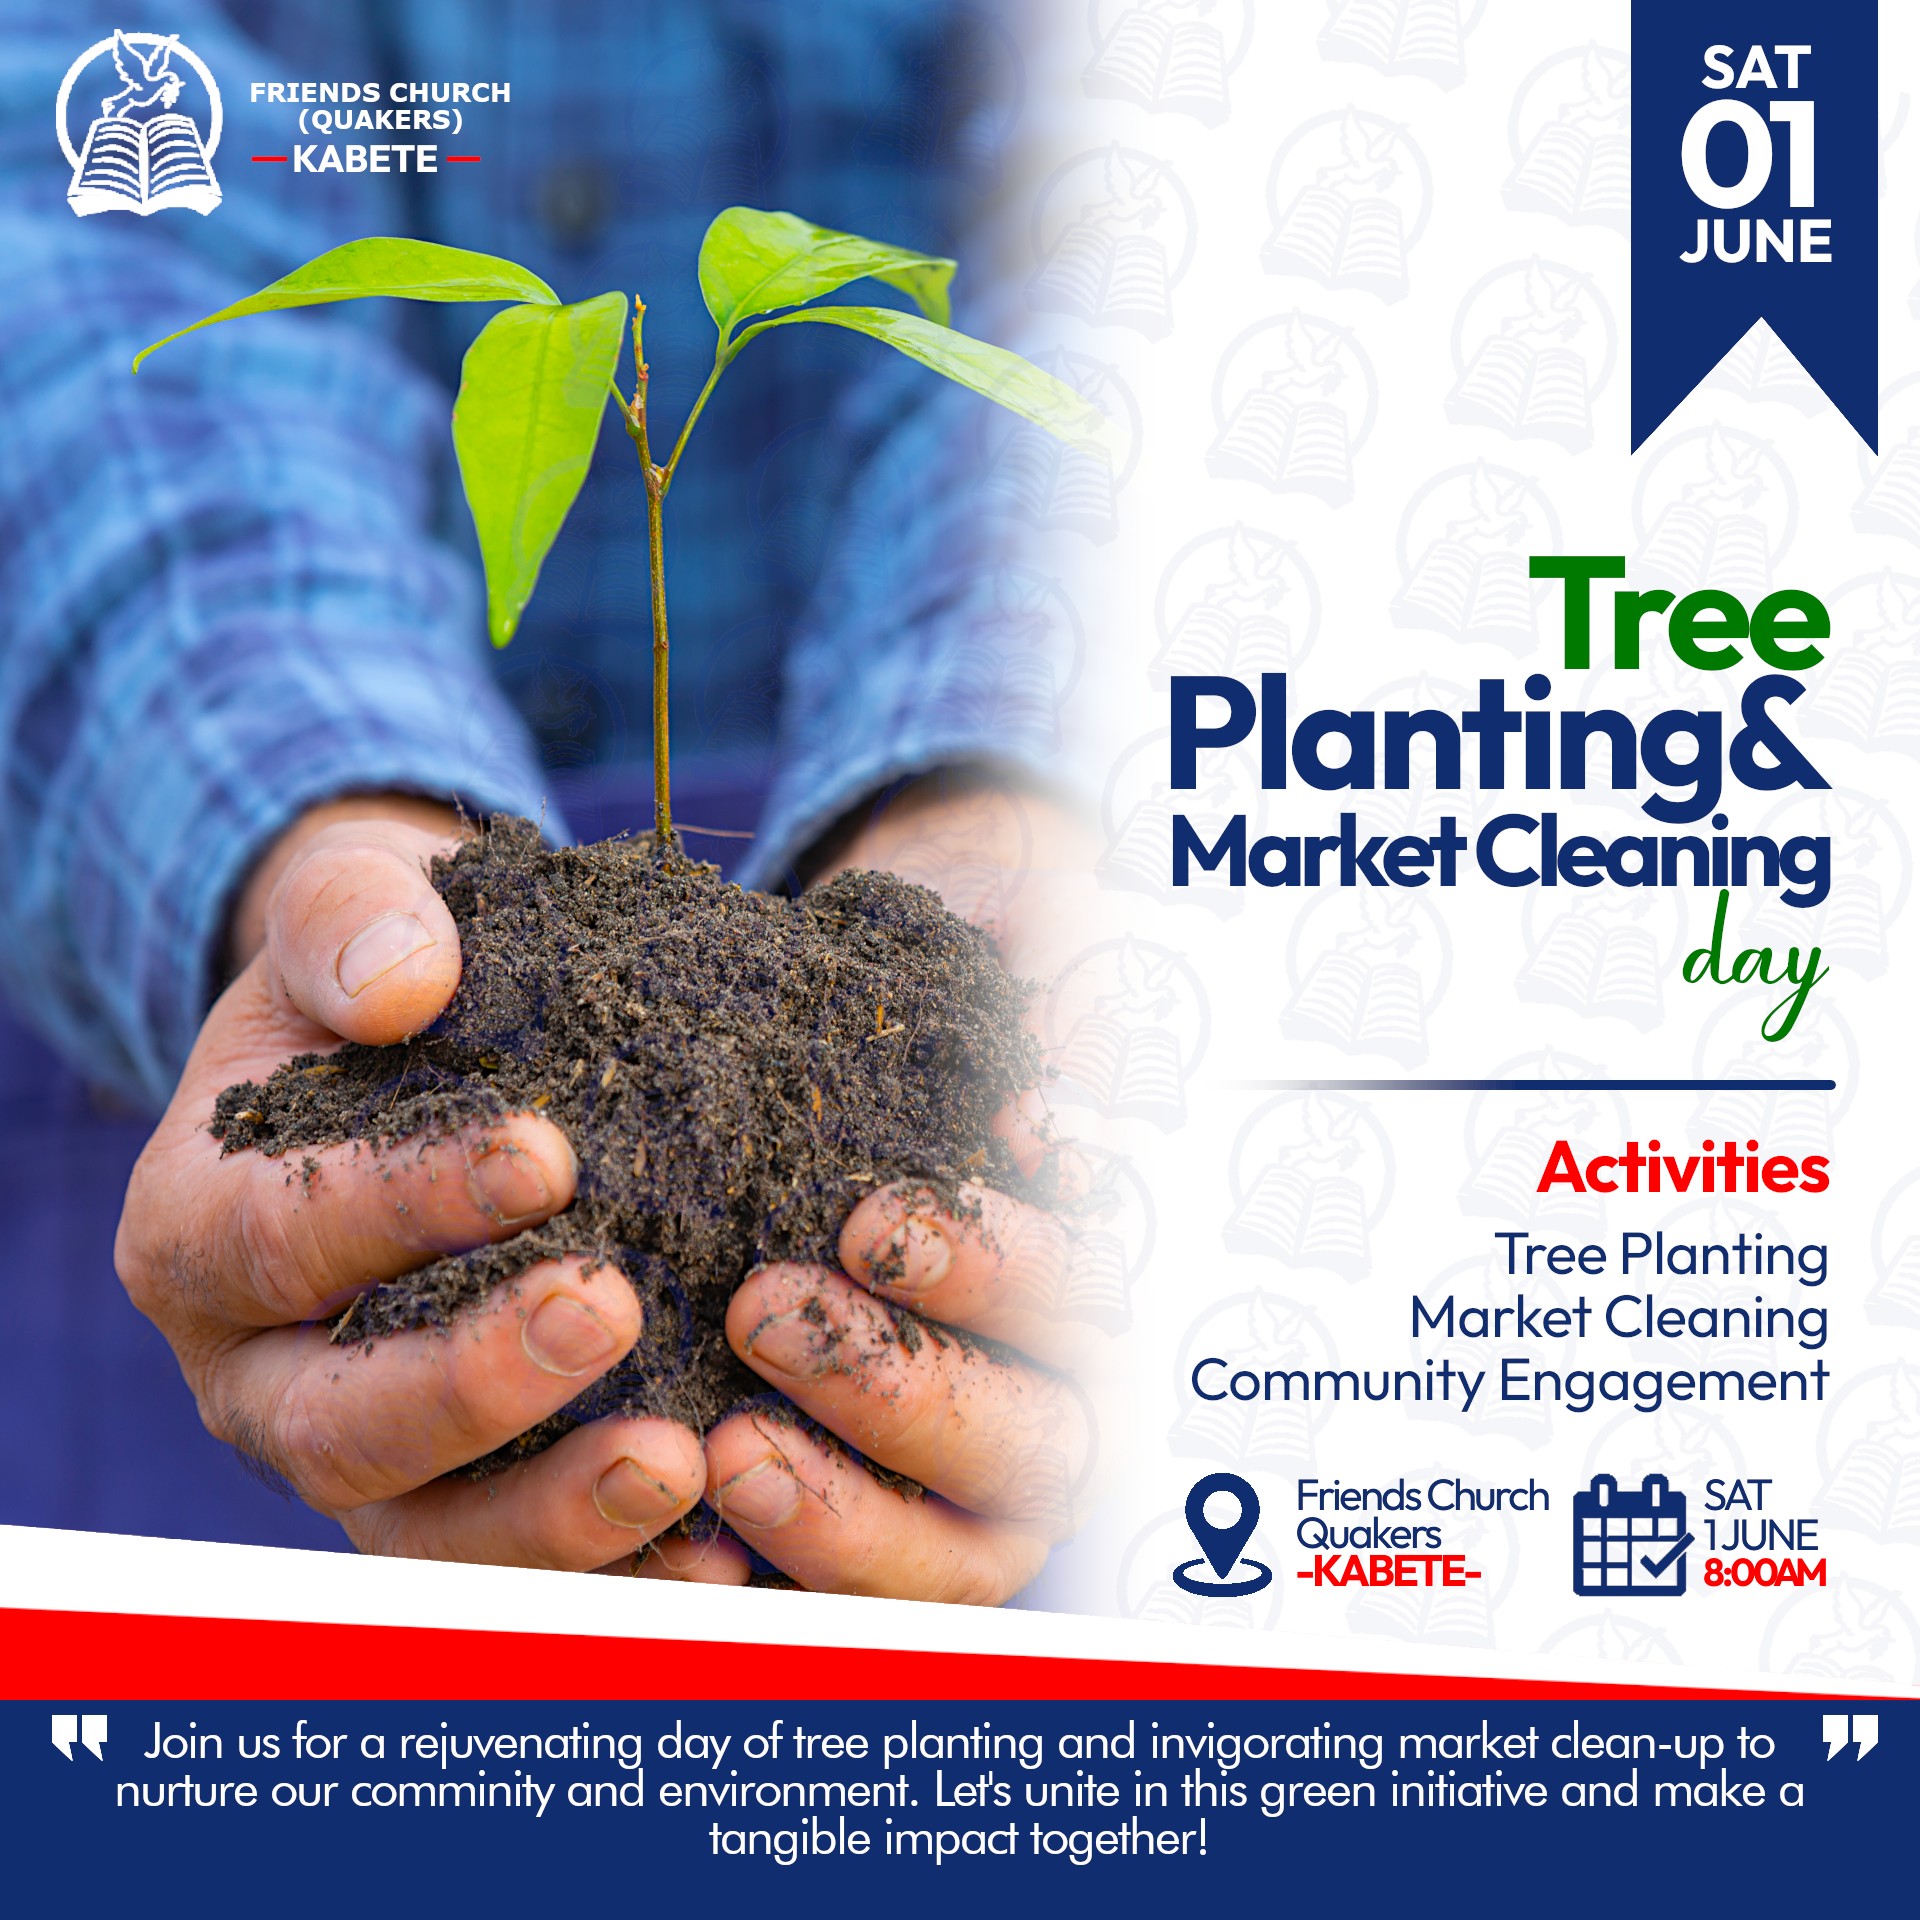 FRIENDS CHURCH
(QUAKERS)
KABETE
SAT
01
JUNE
Tree
Planting&
Market Cleaning
day
Activities
Tree Planting
Market Cleaning
Community Engagement
Friends Church
Quakers
-KABETE-
SAT
1 JUNE
8:00AM
Join us for a rejuvenating day of tree planting and invigorating market clean-up to
nurture our comminity and environment. Let's unite in this green initiative and make a
tangible impact together!